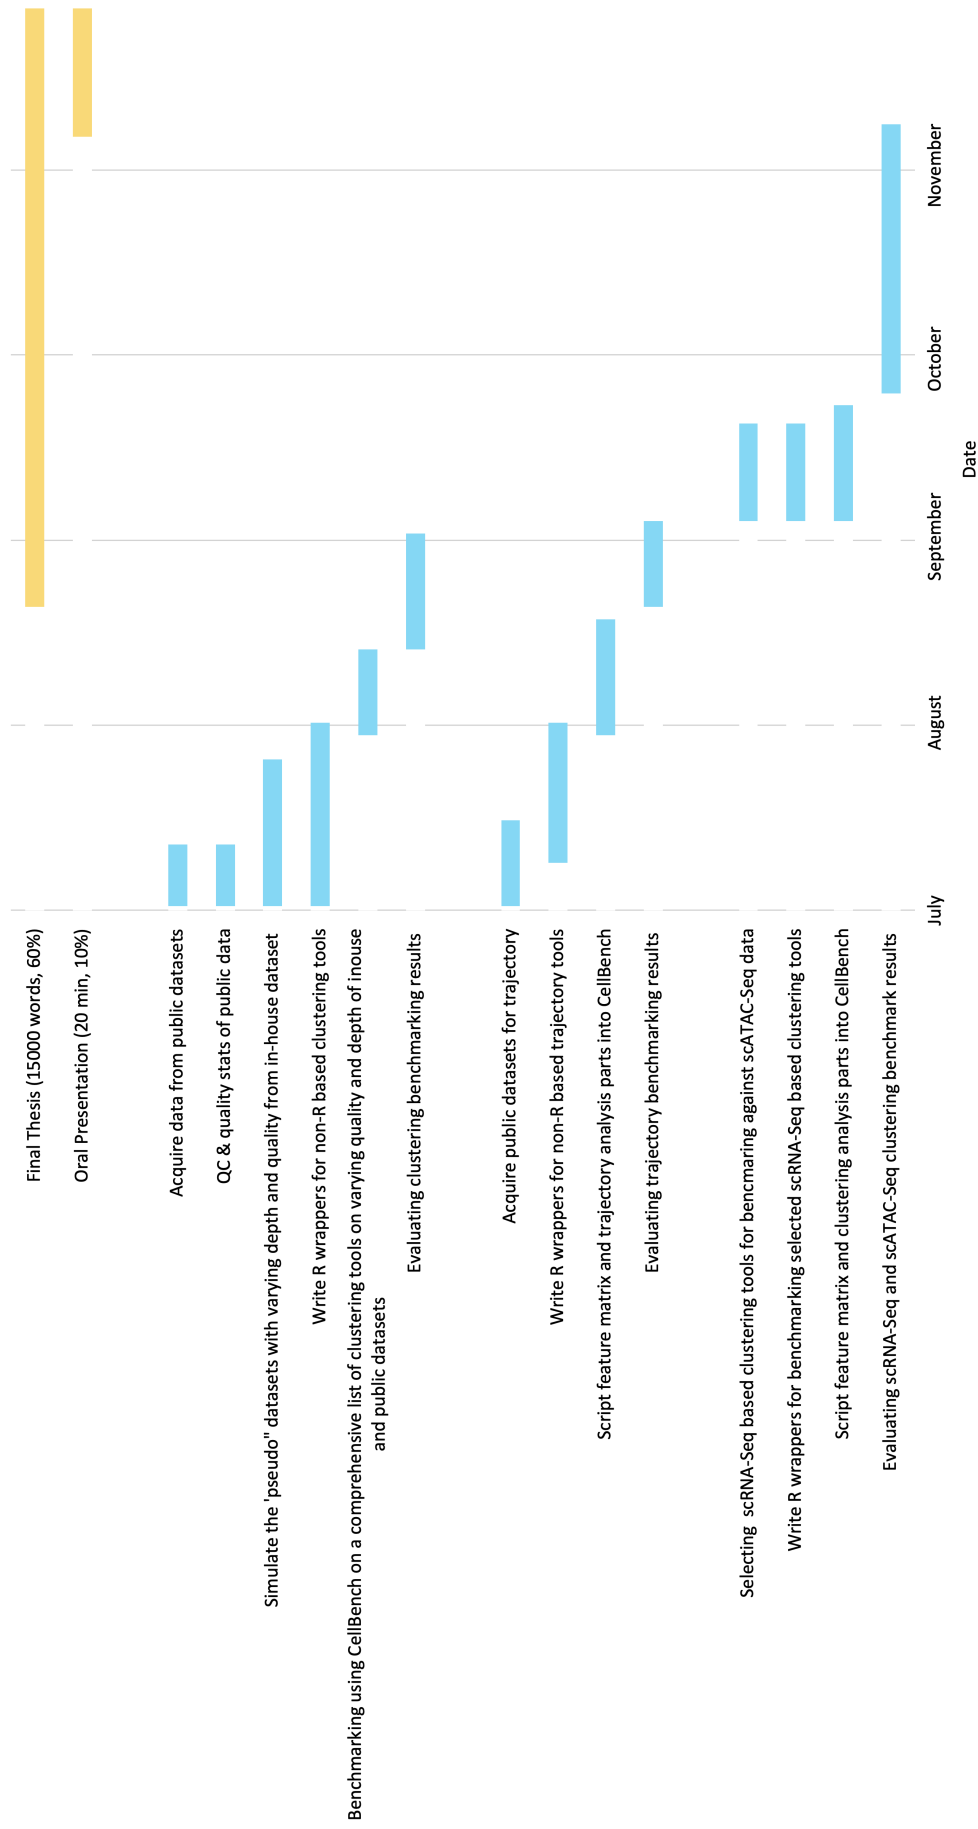 Final Thesis (15000 words, 60%)
Oral Presentation (20 min, 10%)
Acquire data from public datasets
QC & quality stats of public data
Simulate the 'pseudo" datasets with varying depth and quality from in-house dataset
Write R wrappers for non-R based clustering tools
Benchmarking using CellBench on a comprehensive list of clustering tools on varying quality and depth of inouse
and public datasets
Evaluating clustering benchmarking results
Acquire public datasets for trajectory
Write R wrappers for non-R based trajectory tools
Script feature matrix and trajectory analysis parts into CellBench
Evaluating trajectory benchmarking results
Selecting  scRNA-Seq based clustering tools for bencmaring against scATAC-Seq data
Write R wrappers for benchmarking selected scRNA-Seq based clustering tools
Script feature matrix and clustering analysis parts into CellBench
Evaluating scRNA-Seq and scATAC-Seq clustering benchmark results
July
August
September
October
November
Date